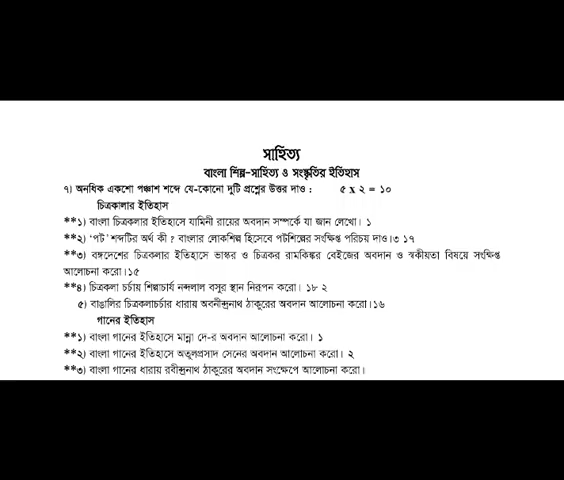 সাহিত্য
বাংলা শিল্প-সাহিত্য ও সংস্কৃতির ইতিহাস
৭) অনধিক একশো পঞ্চাশ শব্দে যে-কোনো দুটি প্রশ্নের উত্তর দাও : ৫ x ২ = ১০
চিত্রকলার ইতিহাস
**১) বাংলা চিত্রকলার ইতিহাসে যামিনী রায়ের অবদান সম্পর্কে যা জান লেখো। ১
**২) ‘পট’ শব্দটির অর্থ কী ? বাংলার লোকশিল্প হিসেবে পটশিল্পের সংক্ষিপ্ত পরিচয় দাও।৩ ১৭
**৩) বঙ্গদেশের চিত্রকলার ইতিহাসে ভাস্কর ও চিত্রকর রামকিঙ্কর বেইজের অবদান ও স্বকীয়তা বিষয়ে সংক্ষিপ্ত
আলোচনা করো।১৫
**৪) চিত্রকলা চর্চায় শিল্পাচার্য নন্দলাল বসুর স্থান নিরূপন করো। ১৮ ২
৫) বাঙালির চিত্রকলাচর্চার ধারায় অবনীন্দ্রনাথ ঠাকুরের অবদান আলোচনা করো।১৬
গানের ইতিহাস
**১) বাংলা গানের ইতিহাসে মান্না দে-র অবদান আলোচনা করো। ১
**২) বাংলা গানের ইতিহাসে অতুলপ্রসাদ সেনের অবদান আলোচনা করো। ২
**৩) বাংলা গানের ধারায় রবীন্দ্রনাথ ঠাকুরের অবদান সংক্ষেপে আলোচনা করো।